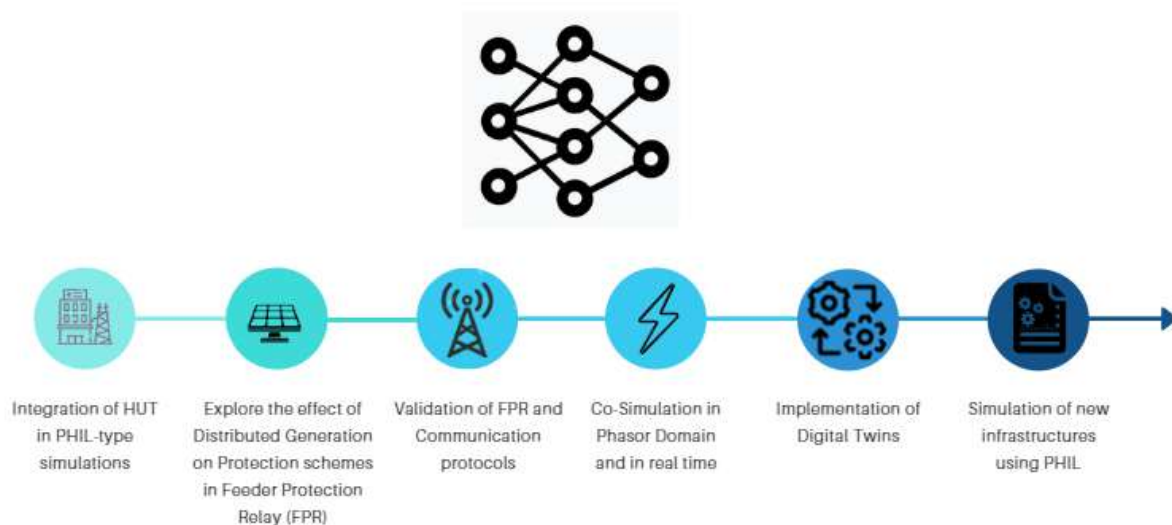 Integration of HUT
in PHIL-type
simulations
Explore the effect of
Distributed Generation
on Protection schemes
in Feeder Protection
Relay (FPR)
Validation of FPR and
Communication
protocols
Co-Simulation in
Phasor Domain
and in real time
Implementation of
Digital Twins
Simulation of new
infrastructures
using PHIL